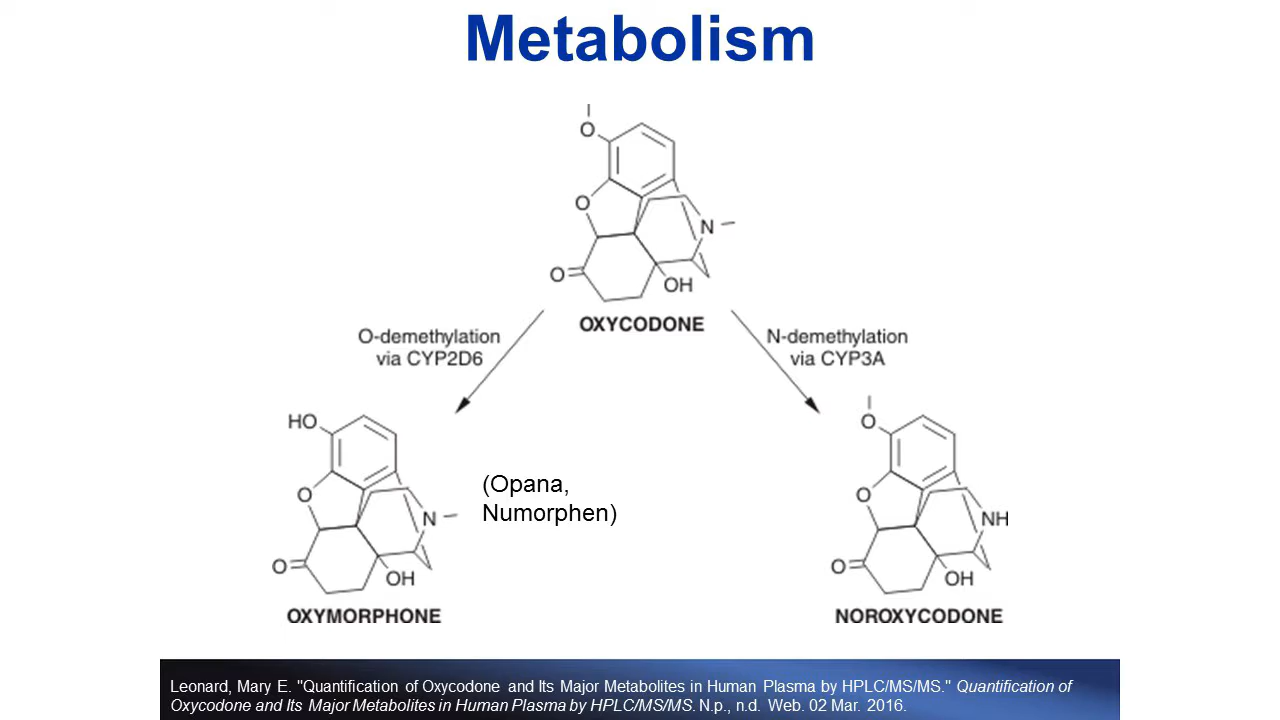 Metabolism
O
O
N
O
OH
OXYCODONE
O-demethylation
via CYP2D6
N-demethylation
via CYP3A
HO
O
N
O
OH
OXYMORPHONE
(Opana,
Numorphen)
O
O
NH
O
OH
NOROXYCODONE
Leonard, Mary E. "Quantification of Oxycodone and Its Major Metabolites in Human Plasma by HPLC/MS/MS." Quantification of
Oxycodone and Its Major Metabolites in Human Plasma by HPLC/MS/MS. N.p., n.d. Web. 02 Mar. 2016.